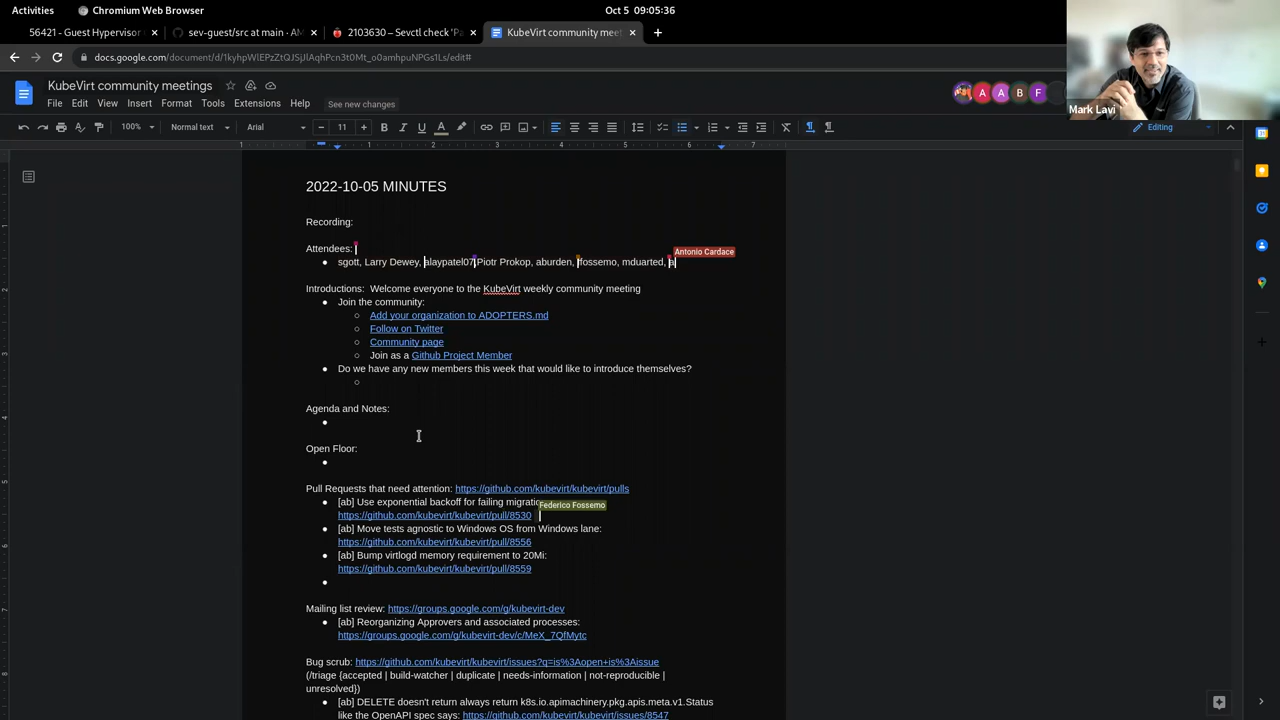 Activities
Chromium Web Browser
Oct 5 09:05:36
56421 - Guest Hypervisor
sev-guest/src at main · AM
2103630 – Sevctl check 'Pa
KubeVirt community meet
docs.google.com/document/d/1kyhpWlEPzZtQJSJjlAqhPcn3t0Mt_o0amhpuNPGs1Ls/edit#
KubeVirt community meetings
File Edit View Insert Format Tools Extensions Help
See new changes
A A B F
Mark Lavi
100% Normal text Arial 11
Editing
1 1 2 3 4 5 6 7
2022-10-05 MINUTES
Recording:
Attendees:
Antonio Cardace
sgott, Larry Dewey, alaypatel07 Piotr Prokop, aburden, ffossemo, mduarted, a
Introductions: Welcome everyone to the KubeVirt weekly community meeting
Join the community:
Add your organization to ADOPTERS.md
Follow on Twitter
Community page
Join as a Github Project Member
Do we have any new members this week that would like to introduce themselves?
Agenda and Notes:
Open Floor:
Pull Requests that need attention: https://github.com/kubevirt/kubevirt/pulls
[ab] Use exponential backoff for failing migratio
Federico Fossemo
https://github.com/kubevirt/kubevirt/pull/8530
[ab] Move tests agnostic to Windows OS from Windows lane:
https://github.com/kubevirt/kubevirt/pull/8556
[ab] Bump virtlogd memory requirement to 20Mi:
https://github.com/kubevirt/kubevirt/pull/8559
Mailing list review: https://groups.google.com/g/kubevirt-dev
[ab] Reorganizing Approvers and associated processes:
https://groups.google.com/g/kubevirt-dev/c/MeX_7QfMytc
Bug scrub: https://github.com/kubevirt/kubevirt/issues?q=is%3Aopen+is%3Aissue
(/triage {accepted | build-watcher | duplicate | needs-information | not-reproducible |
unresolved})
[ab] DELETE doesn't return always return k8s.io.apimachinery.pkg.apis.meta.v1.Status
like the OpenAPI spec says: https://github.com/kubevirt/kubevirt/issues/8547